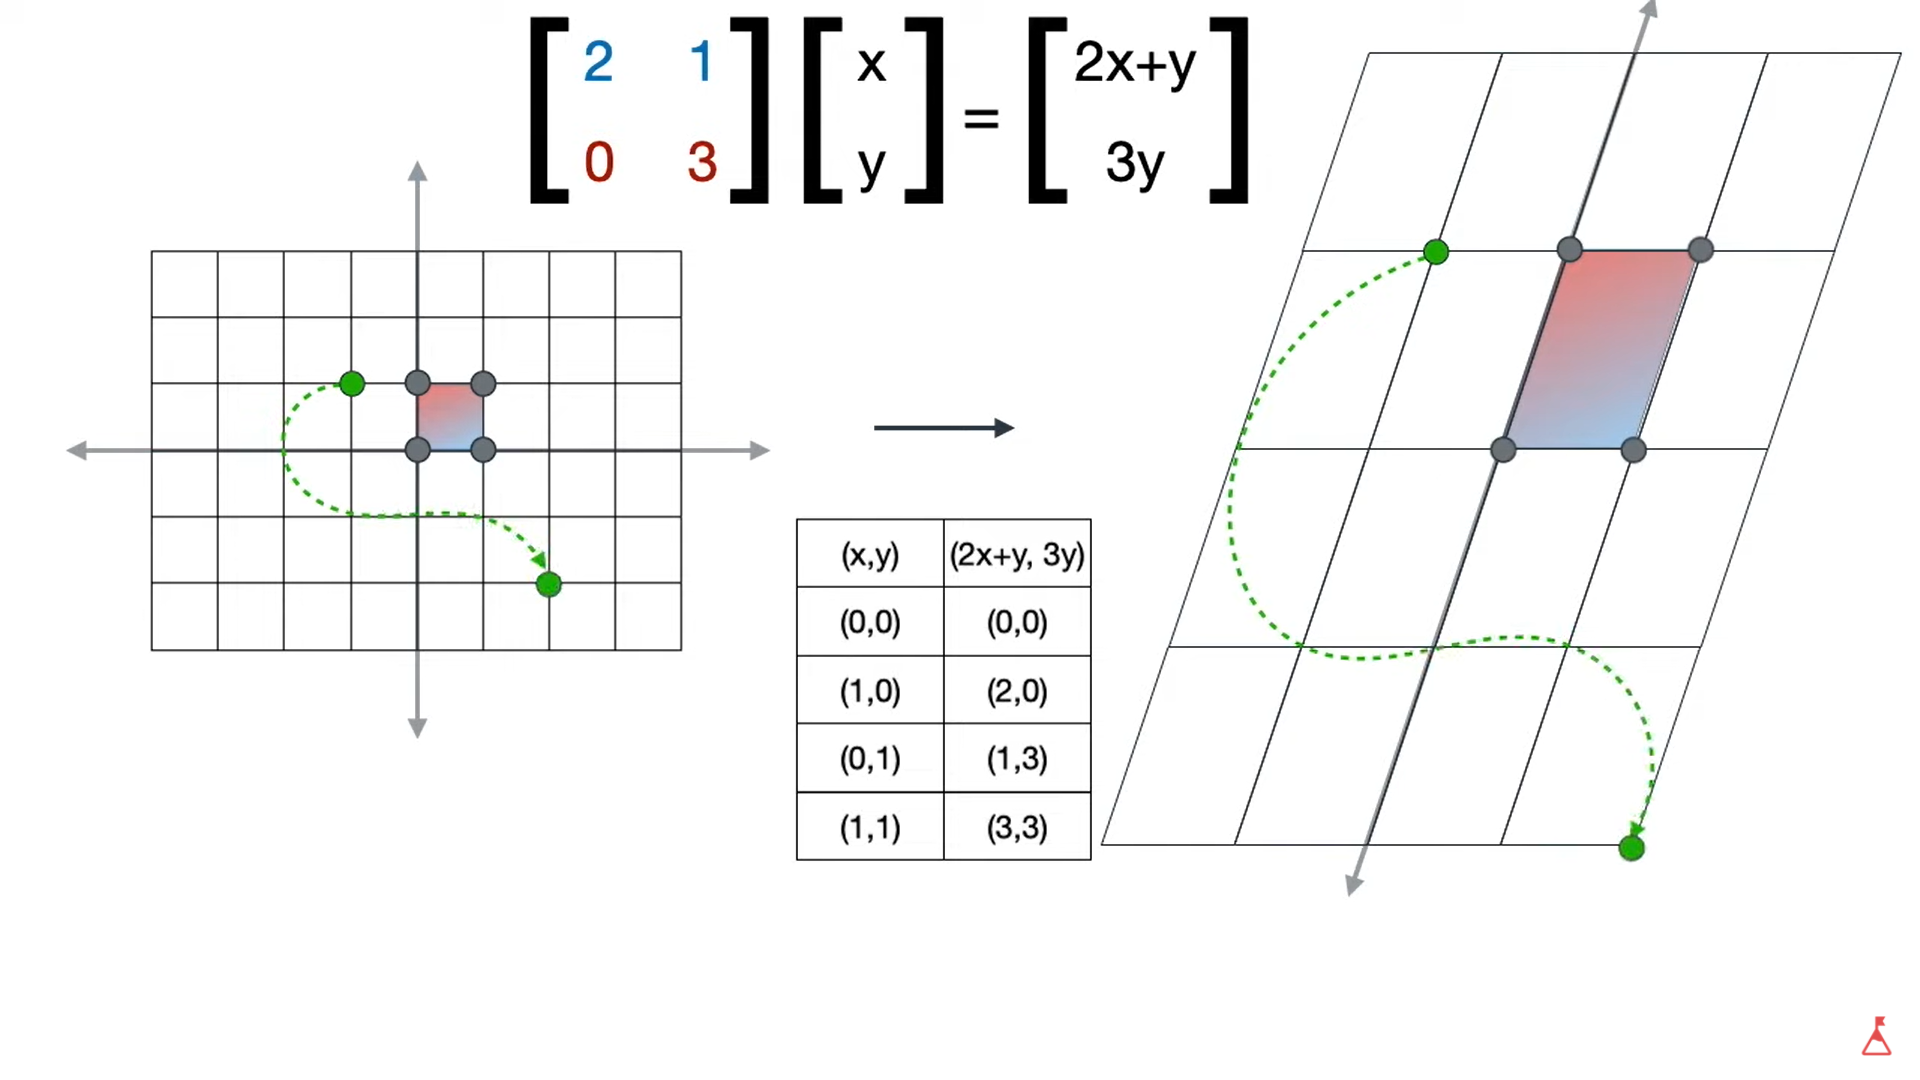 2 1 x = 2x+y
0 3 y 3y
(x,y) (2x+y, 3y)
(0,0) (0,0)
(1,0) (2,0)
(0,1) (1,3)
(1,1) (3,3)